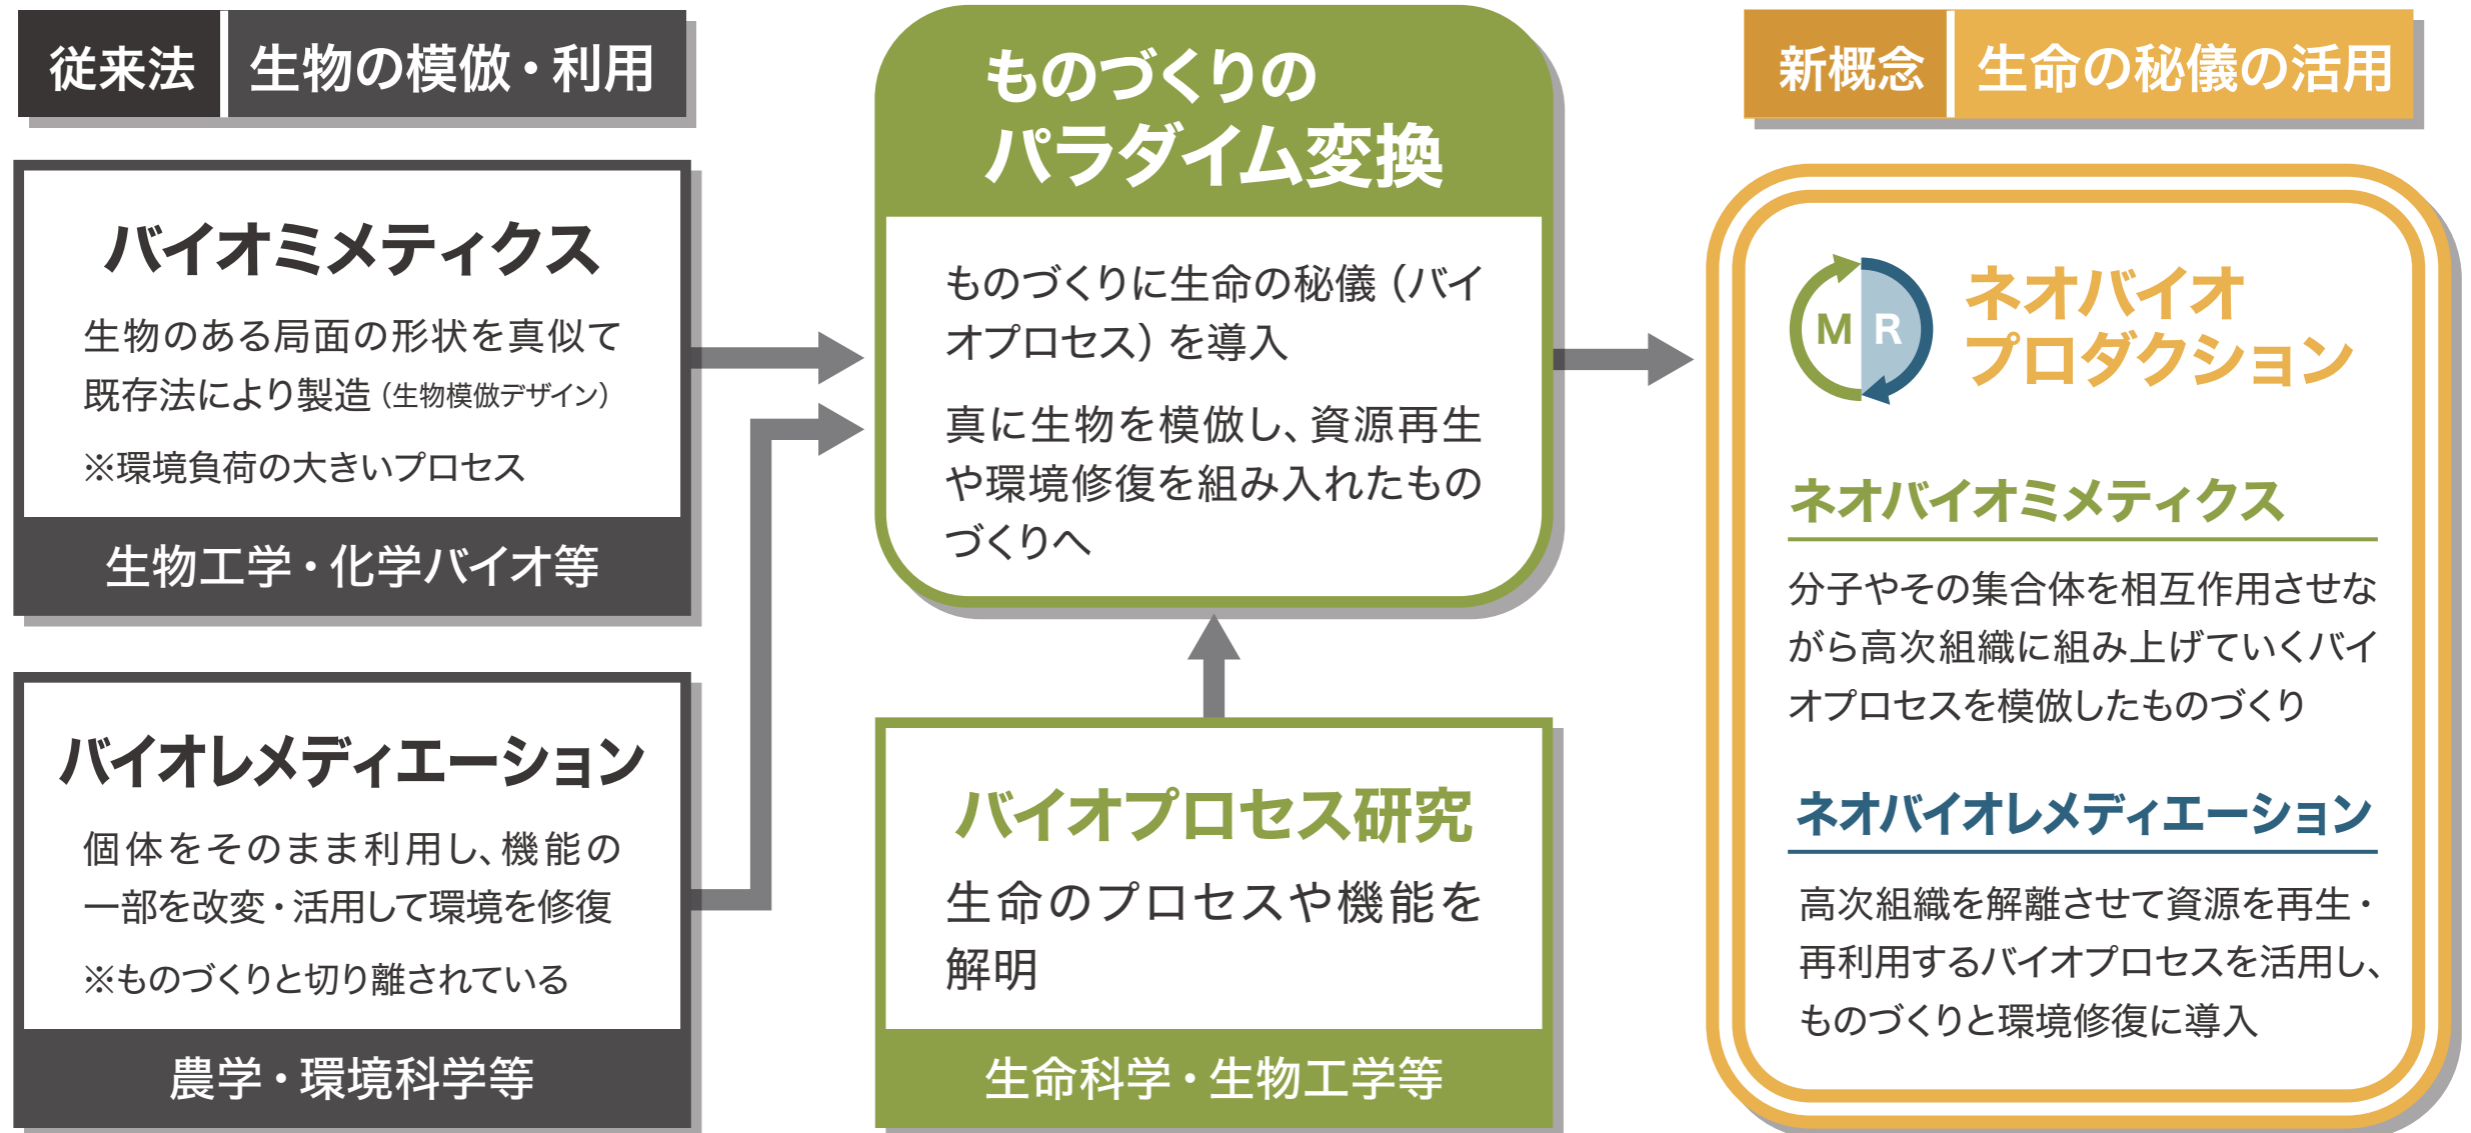 従来法 生物の模倣・利用
バイオミメティクス
生物のある局面の形状を真似て
既存法により製造（生物模倣デザイン）
※環境負荷の大きいプロセス
生物工学・化学バイオ等
バイオレメディエーション
個体をそのまま利用し、機能の
一部を改変・活用して環境を修復
※ものづくりと切り離されている
農学・環境科学等
ものづくりの
パラダイム変換
ものづくりに生命の秘儀（バイ
オプロセス）を導入
真に生物を模倣し、資源再生
や環境修復を組み入れたもの
づくりへ
バイオプロセス研究
生命のプロセスや機能を
解明
生命科学・生物工学等
新概念 生命の秘儀の活用
M R
ネオバイオ
プロダクション
ネオバイオミメティクス
分子やその集合体を相互作用させな
がら高次組織に組み上げていくバイ
オプロセスを模倣したものづくり
ネオバイオレメディエーション
高次組織を解離させて資源を再生・
再利用するバイオプロセスを活用し、
ものづくりと環境修復に導入